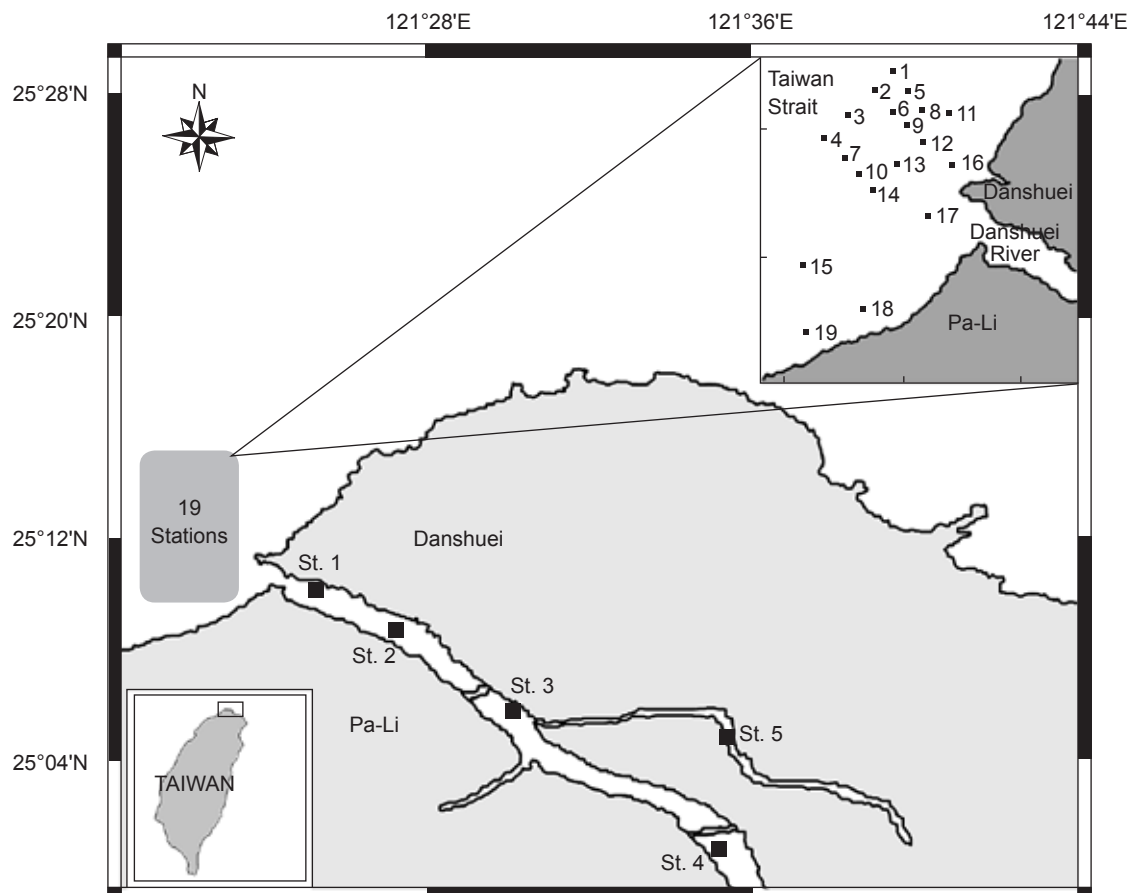 121°28'E
121°36'E
121°44'E
25°28'N
25°20'N
25°12'N
25°04'N
N
Taiwan
Strait
1
2
5
3
6
8
11
9
4
12
7
13
16
10
14
Danshuei
17
Danshuei
River
15
18
Pa-Li
19
19
Stations
Danshuei
St. 1
St. 2
St. 3
Pa-Li
St. 5
St. 4
TAIWAN